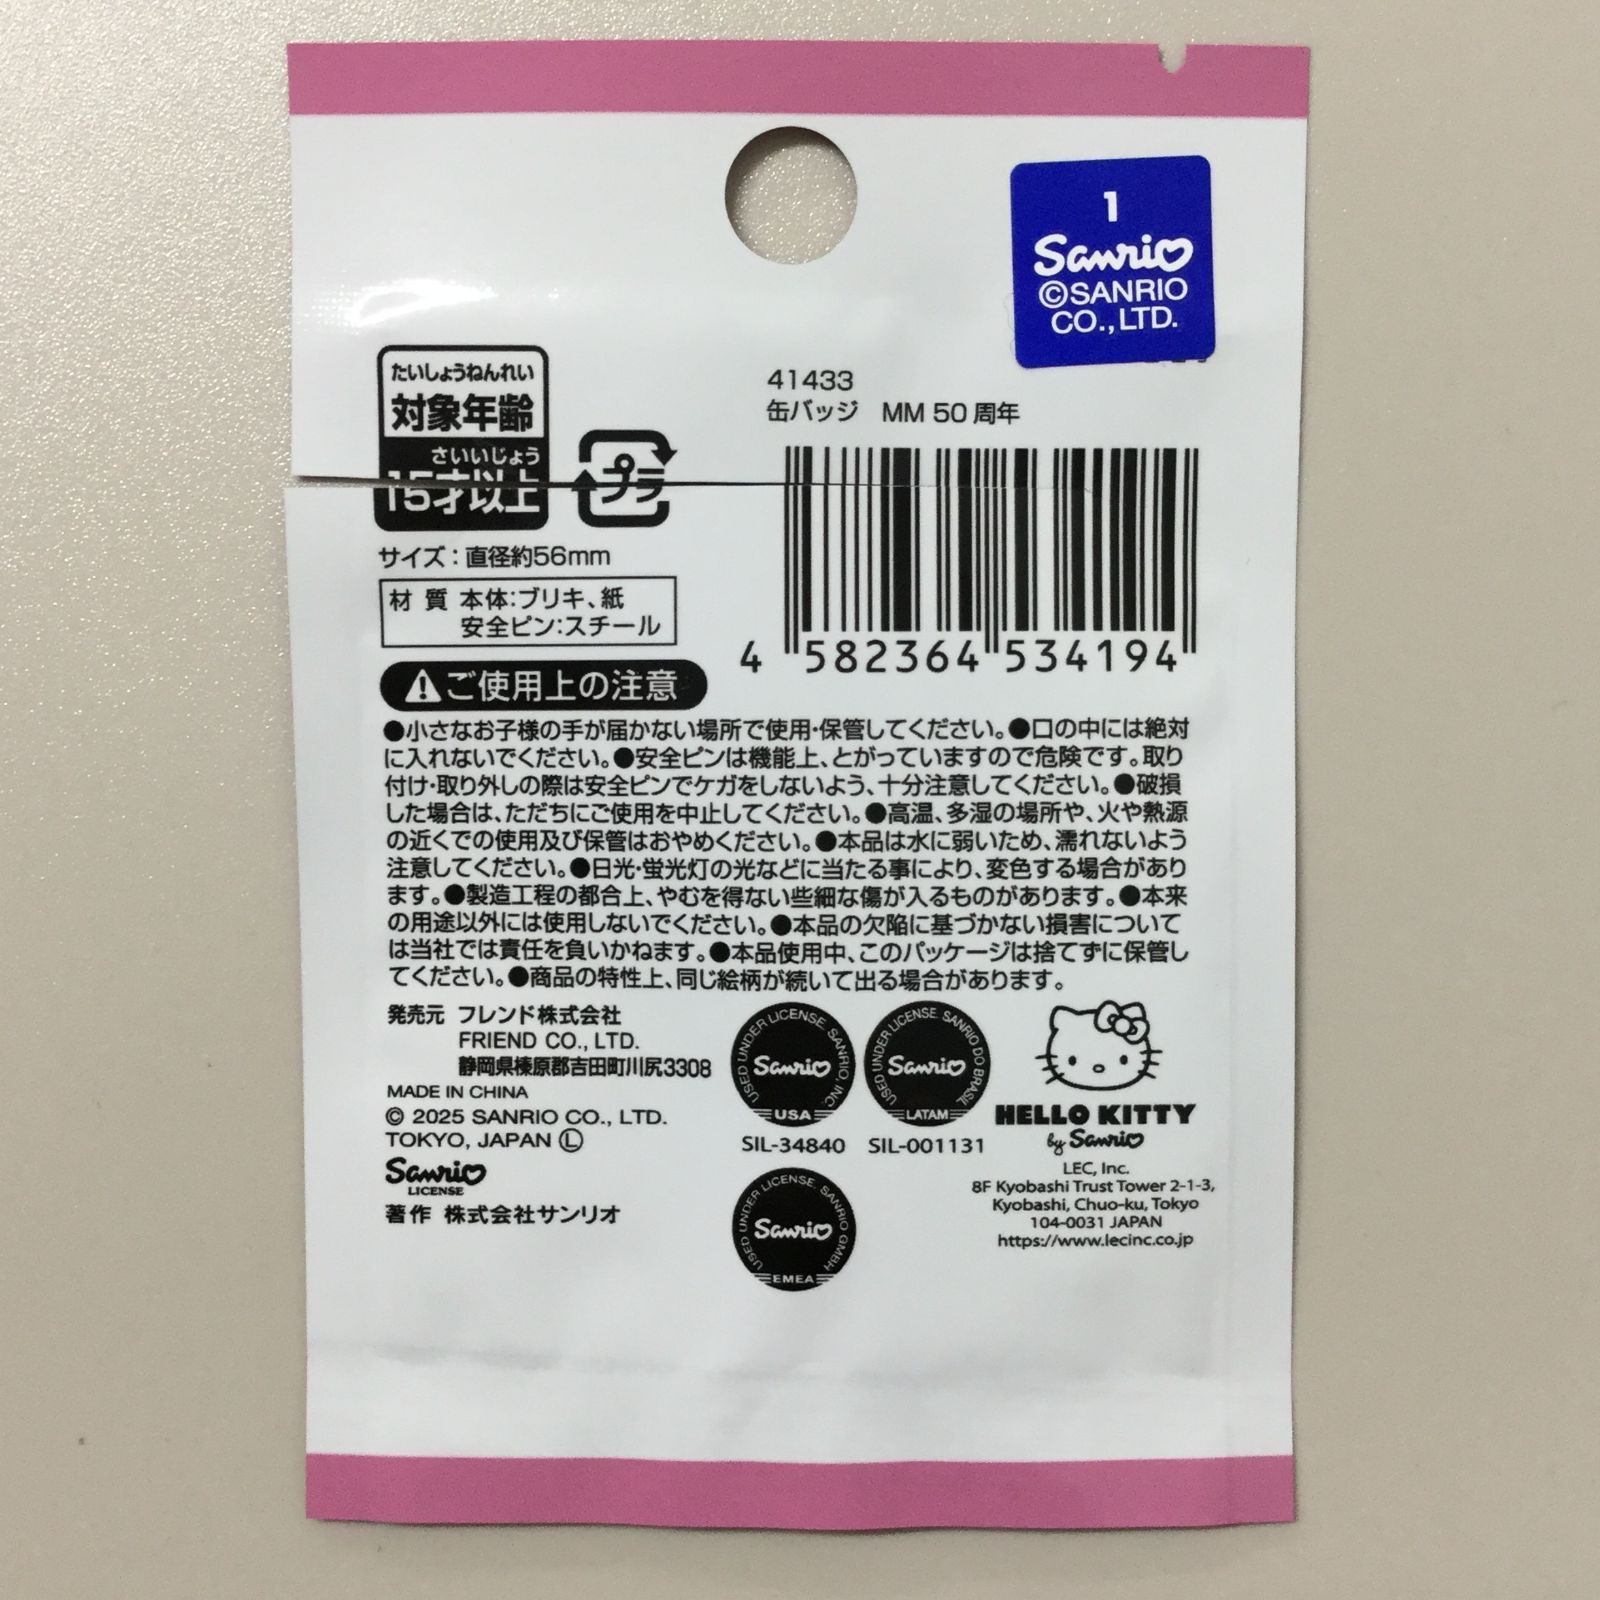 1
Sanrio
©SANRIO
CO.,LTD.
たいしょうねんれい
対象年齢
さいいじょう
15才以上
プラ
41433
缶バッジ　MM 50 周年
4 582364 534194
サイズ：直径約56mm
材 質 本体:ブリキ、紙
安全ピン:スチール
ご使用上の注意
●小さなお子様の手が届かない場所で使用・保管してください。●口の中には絶対
に入れないでください。●安全ピンは機能上、とがっていますので危険です。取り
付け・取り外しの際は安全ピンでケガをしないよう、十分注意してください。●破損
した場合は、ただちにご使用を中止してください。●高温、多湿の場所や、火や熱源
の近くでの使用及び保管はおやめください。●本品は水に弱いため、濡れないよう
注意してください。●日光・蛍光灯の光などに当たる事により、変色する場合があり
ます。●製造工程の都合上、やむを得ない些細な傷が入るものがあります。●本来
の用途以外には使用しないでください。●本品の欠陥に基づかない損害について
は当社では責任を負いかねます。●本品使用中、このパッケージは捨てずに保管し
てください。●商品の特性上、同じ絵柄が続いて出る場合があります。
発売元 フレンド株式会社
FRIEND CO., LTD.
静岡県榛原郡吉田町川尻3308
MADE IN CHINA
© 2025 SANRIO CO., LTD.
TOKYO, JAPAN Ⓛ
Sanrio
LICENSE
著作 株式会社サンリオ
USED UNDER LICENSE. SANRIO, INC.
Sanrio
USA
SIL-34840
USED UNDER LICENSE. SANRIO DO BRASIL
Sanrio
LATAM
SIL-001131
USED UNDER LICENSE. SANRIO GMBH
Sanrio
EMEA
HELLO KITTY
by Sanrio
LEC, Inc.
8F Kyobashi Trust Tower 2-1-3,
Kyobashi, Chuo-ku, Tokyo
104-0031 JAPAN
https://www.lecinc.co.jp